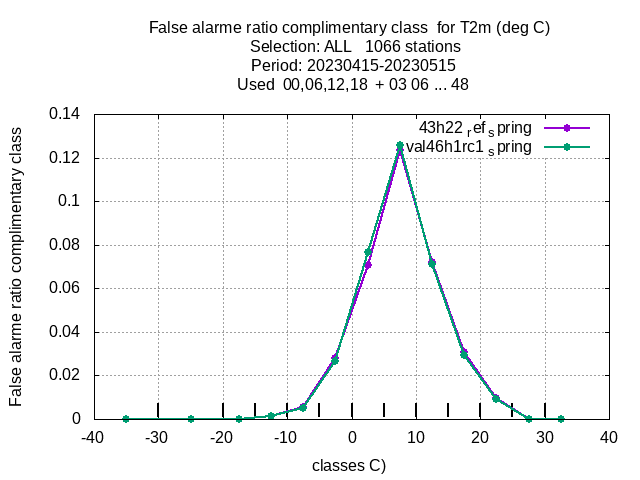 False alarme ratio complimentary class  for T2m (deg C)
Selection: ALL   1066 stations
Period: 20230415-20230515
Used  00,06,12,18  + 03 06 ... 48
43h22 ref spring
val46h1rc1 spring
False alarme ratio complimentary class
0.14
0.12
0.1
0.08
0.06
0.04
0.02
0
-40 -30 -20 -10 0 10 20 30 40
classes C)